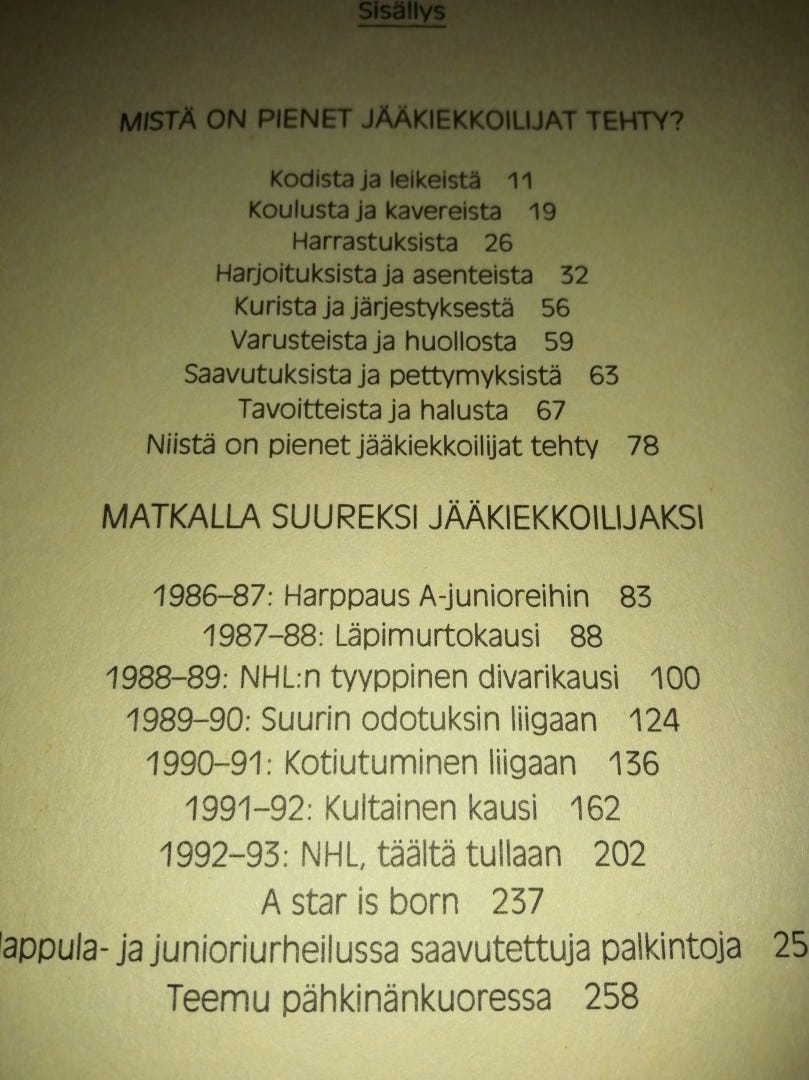 Sisällys
MISTÄ ON PIENET JÄÄKIEKKOILIJAT TEHTY?
Kodista ja leikeistä 11
Koulusta ja kavereista 19
Harrastuksista 26
Harjoituksista ja asenteista 32
Kurista ja järjestyksestä 56
Varusteista ja huollosta 59
Saavutuksista ja pettymyksistä 63
Tavoitteista ja halusta 67
Niistä on pienet jääkiekkoilijat tehty 78
MATKALLA SUUREKSI JÄÄKIEKKOILIJAKSI
1986–87: Harppaus A-junioreihin 83
1987–88: Läpimurtokausi 88
1988–89: NHL:n tyyppinen divarikausi 100
1989–90: Suurin odotuksin liigaan 124
1990–91: Kotiutuminen liigaan 136
1991–92: Kultainen kausi 162
1992–93: NHL, täältä tullaan 202
A star is born 237
ja junioriurheilussa saavutettuja palkintoja
Teemu pähkinänkuoressa 258